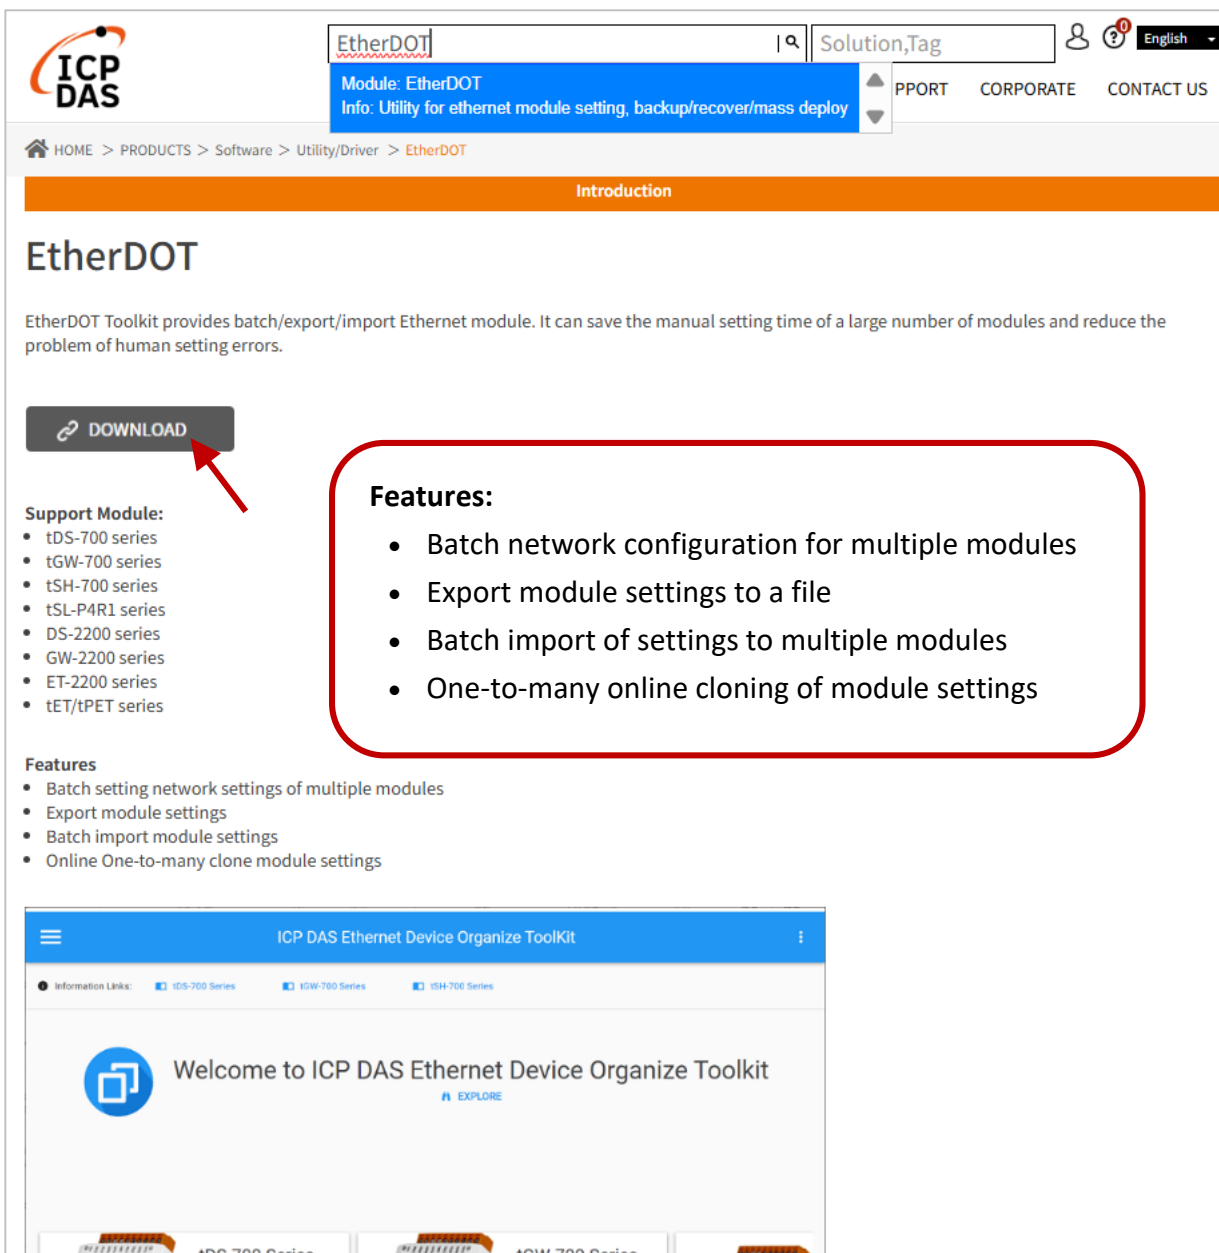 ICP
DAS
EtherDOT
Solution,Tag
0
English
Module: EtherDOT
Info: Utility for ethernet module setting, backup/recover/mass deploy
PPORT
CORPORATE
CONTACT US
HOME > PRODUCTS > Software > Utility/Driver > EtherDOT
Introduction
EtherDOT
EtherDOT Toolkit provides batch/export/import Ethernet module. It can save the manual setting time of a large number of modules and reduce the
problem of human setting errors.
DOWNLOAD
Support Module:
• tDS-700 series
• tGW-700 series
• tSH-700 series
• tSL-P4R1 series
• DS-2200 series
• GW-2200 series
• ET-2200 series
• tET/tPET series
Features:
• Batch network configuration for multiple modules
• Export module settings to a file
• Batch import of settings to multiple modules
• One-to-many online cloning of module settings
Features
• Batch setting network settings of multiple modules
• Export module settings
• Batch import module settings
• Online One-to-many clone module settings
ICP DAS Ethernet Device Organize ToolKit
Information Links: tDS-700 Series tGW-700 Series tSH-700 Series
Welcome to ICP DAS Ethernet Device Organize Toolkit
EXPLORE
tDS-700 Series
tGW-700 Series